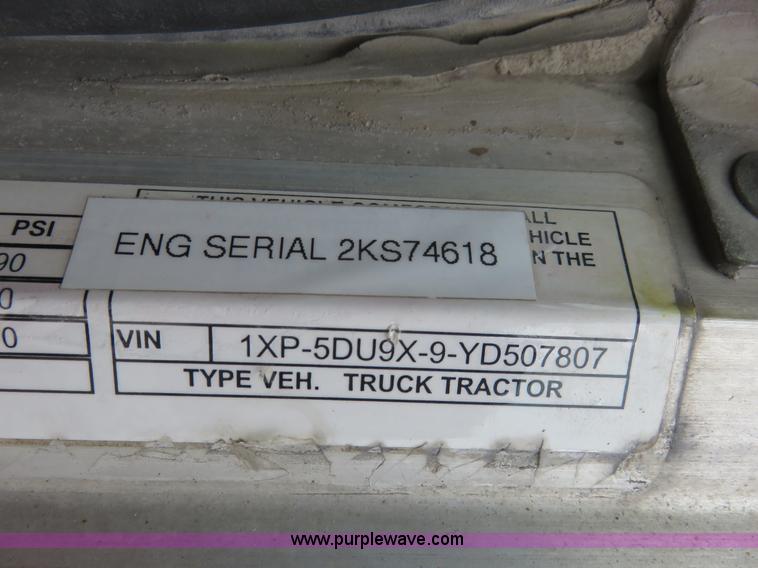 ALL
PSI
HICLE
ENG SERIAL 2KS74618
N THE
90
0
0
VIN 1XP-5DU9X-9-YD507807
TYPE VEH. TRUCK TRACTOR
www.purplewave.com